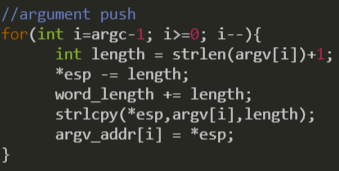 //argument push
for(int i=argc-1; i>=0; i--){
      int length = strlen(argv[i])+1;
      *esp -= length;
      word_length += length;
      strlcpy(*esp,argv[i],length);
      argv_addr[i] = *esp;
}